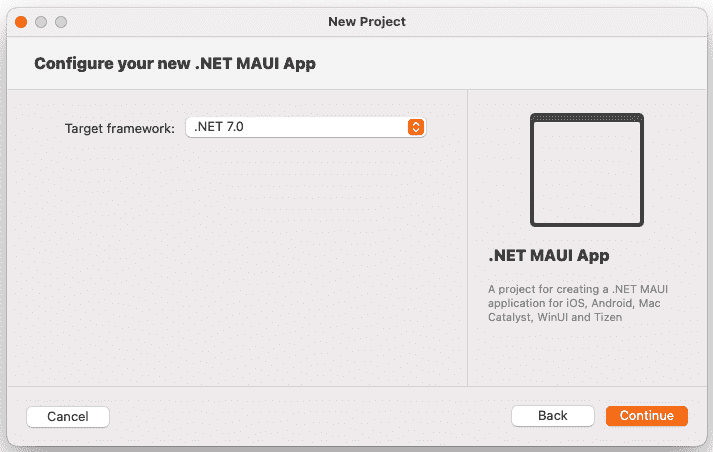 New Project
Configure your new .NET MAUI App
Target framework:
.NET 7.0
.NET MAUI App
A project for creating a .NET MAUI
application for iOS, Android, Mac
Catalyst, WinUI and Tizen
Cancel
Back
Continue